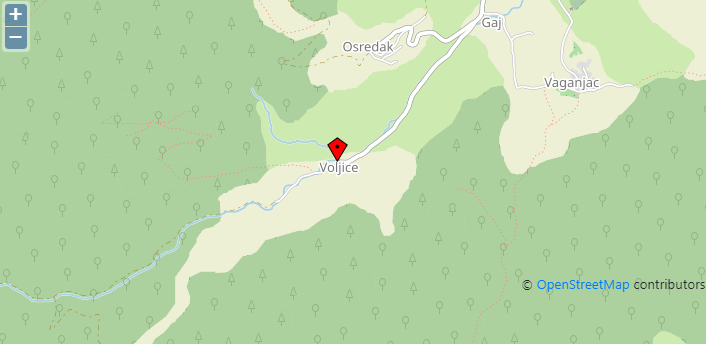 +
Gaj
Osredak
−
Vaganjac
Voljice
© OpenStreetMap contributors